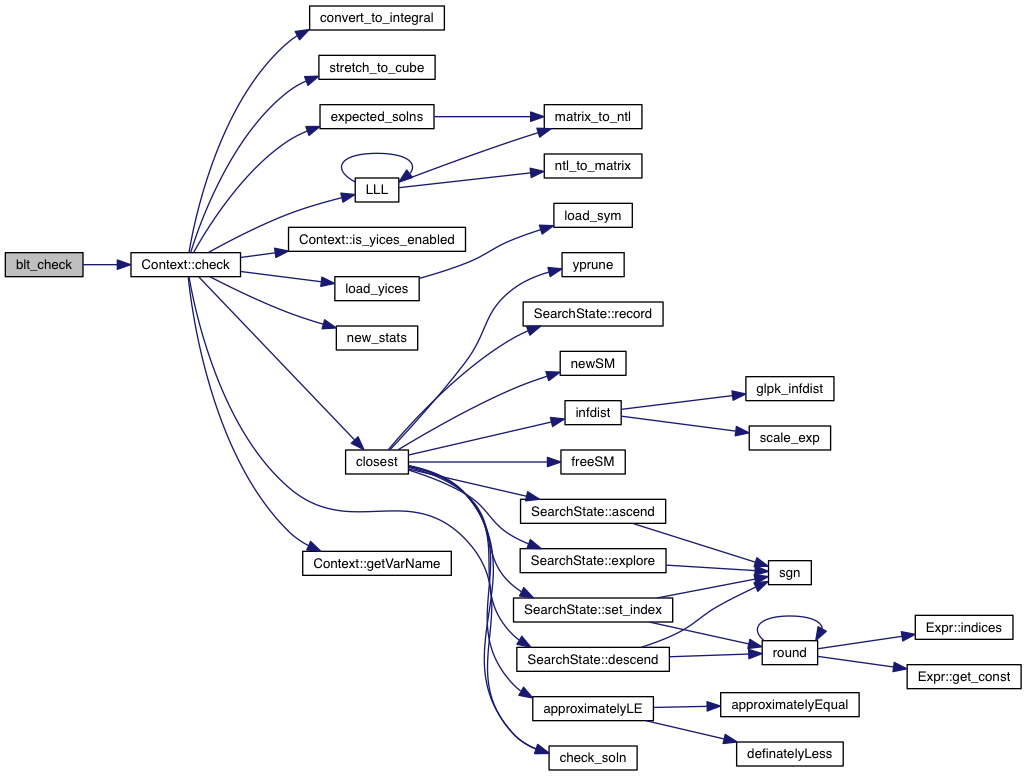 convert_to_integral
stretch_to_cube
expected_solns
matrix_to_ntl
LLL
ntl_to_matrix
load_sym
Context::is_yices_enabled
blt_check
Context::check
yprune
load_yices
SearchState::record
new_stats
newSM
glpk_infdist
infdist
scale_exp
closest
freeSM
SearchState::ascend
Context::getVarName
SearchState::explore
sgn
SearchState::set_index
Expr::indices
round
SearchState::descend
Expr::get_const
approximatelyLE
approximatelyEqual
definatelyLess
check_soln